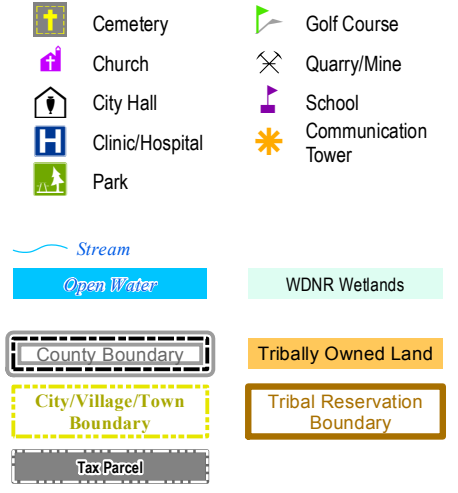 Cemetery
Church
City Hall
H
Clinic/Hospital
Park
Golf Course
Quarry/Mine
School
Communication
Tower
Stream
Open Water
WDNR Wetlands
County Boundary
Tribally Owned Land
City/Village/Town
Boundary
Tribal Reservation
Boundary
Tax Parcel